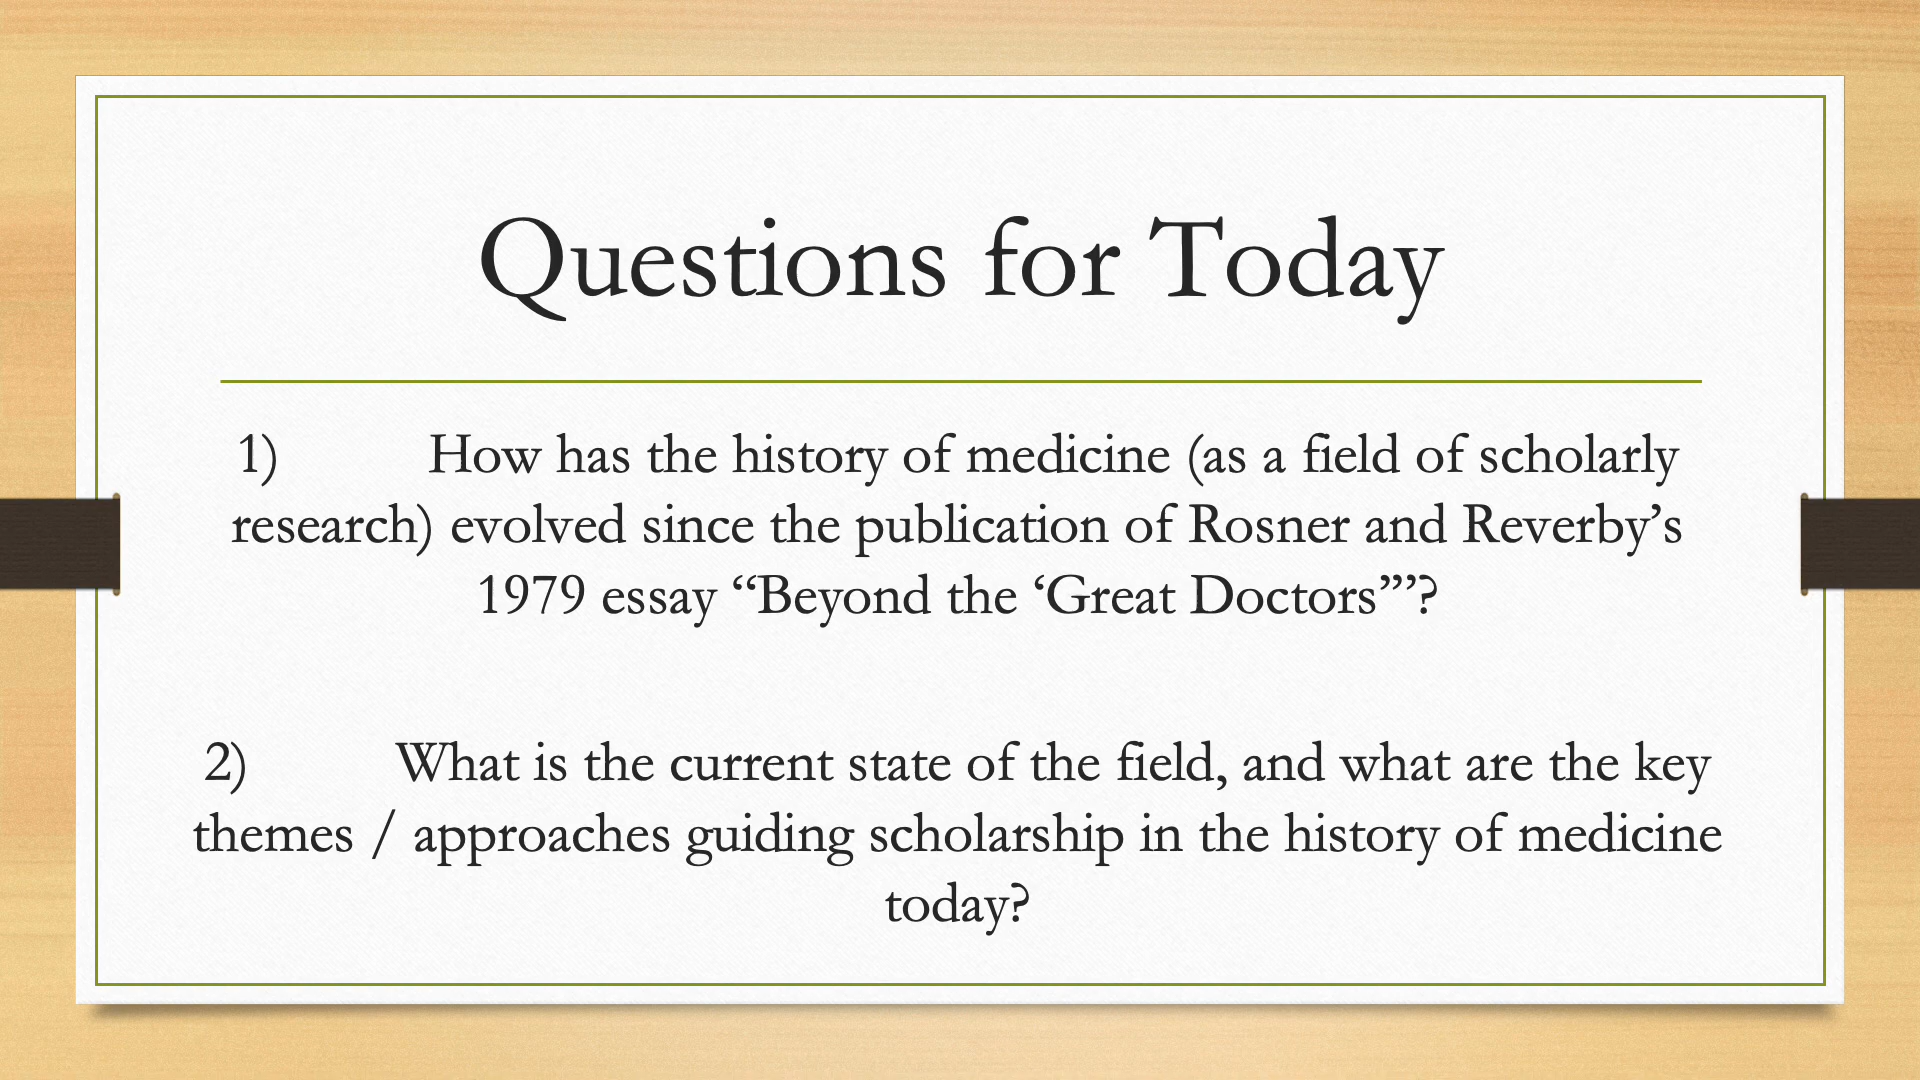 Questions for Today
1) How has the history of medicine (as a field of scholarly
research) evolved since the publication of Rosner and Reverby’s
1979 essay “Beyond the ‘Great Doctors’”?
2) What is the current state of the field, and what are the key
themes / approaches guiding scholarship in the history of medicine
today?